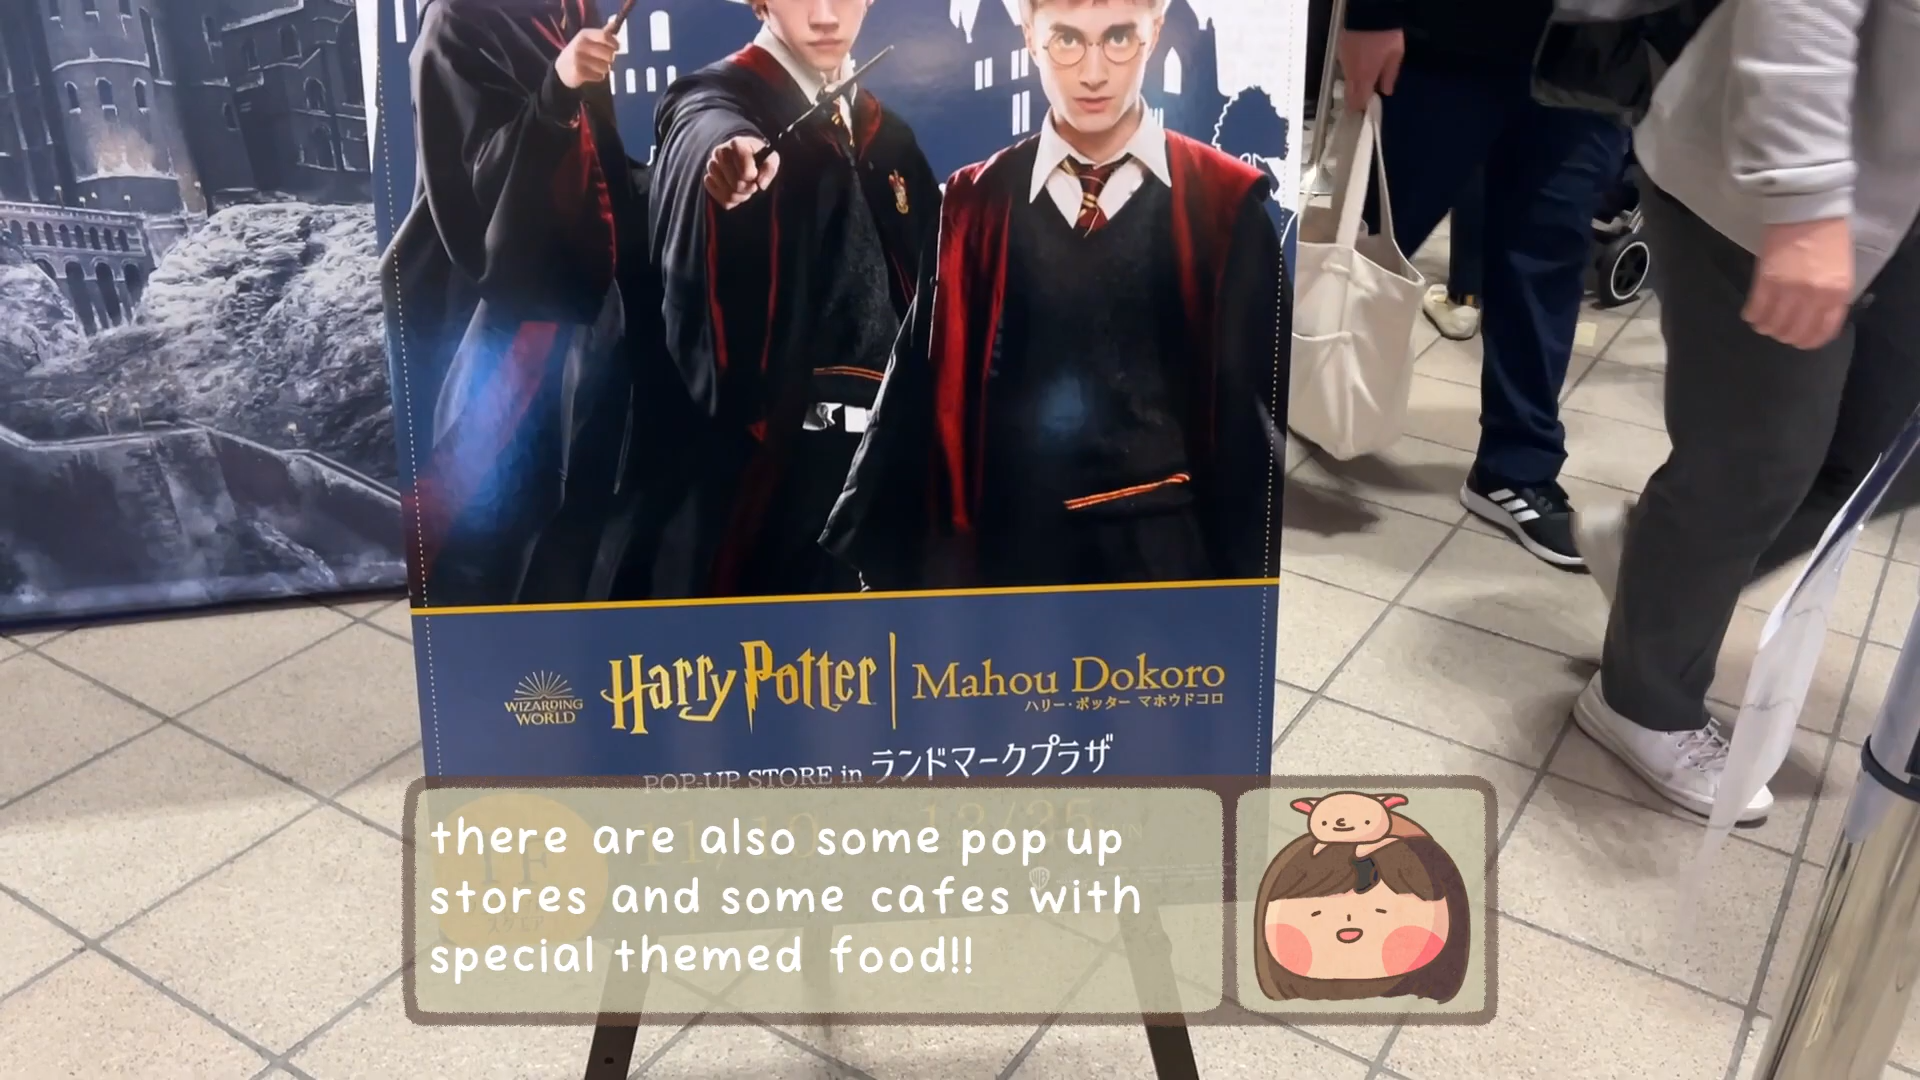 WIZARDING
WORLD
Harry Potter
Mahou Dokoro
ハリー・ポッター マホウドコロ
POP-UP STORE in ランドマークプラザ
there are also some pop up
stores and some cafes with
special themed food!!